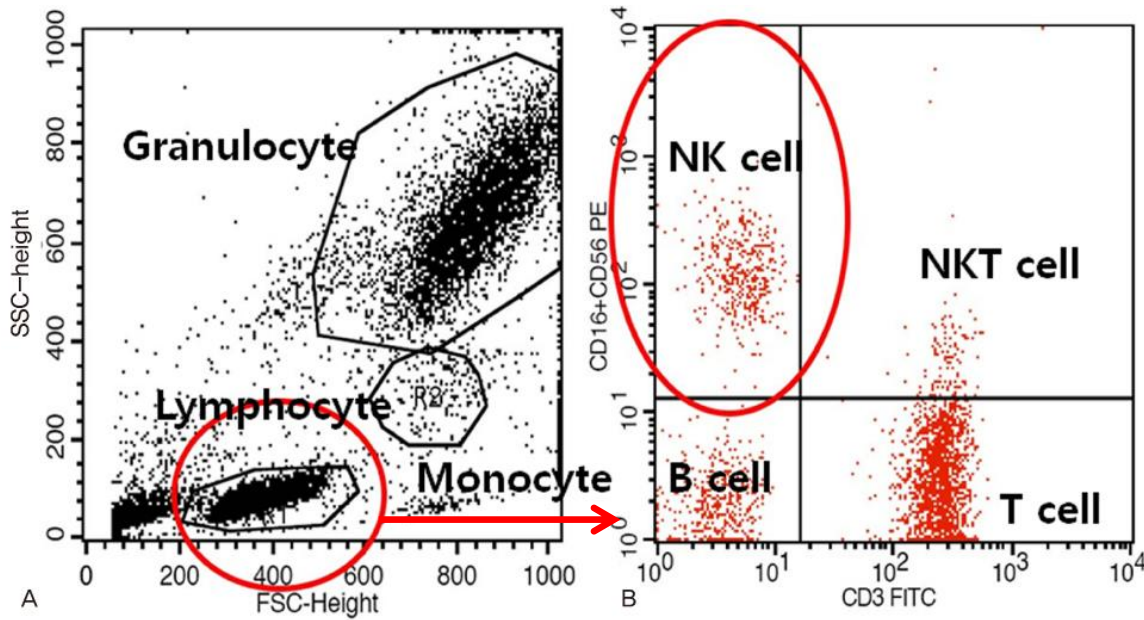 1000
800
600
400
200
0
SSC-height
Granulocyte
Lymphocyte
R2
Monocyte
0 200 400 600 800 1000
FSC-Height
A
10^4
10^3
10^2
10^1
10^0
CD16+CD56 PE
NK cell
NKT cell
B cell
T cell
10^0 10^1 10^2 10^3 10^4
CD3 FITC
B